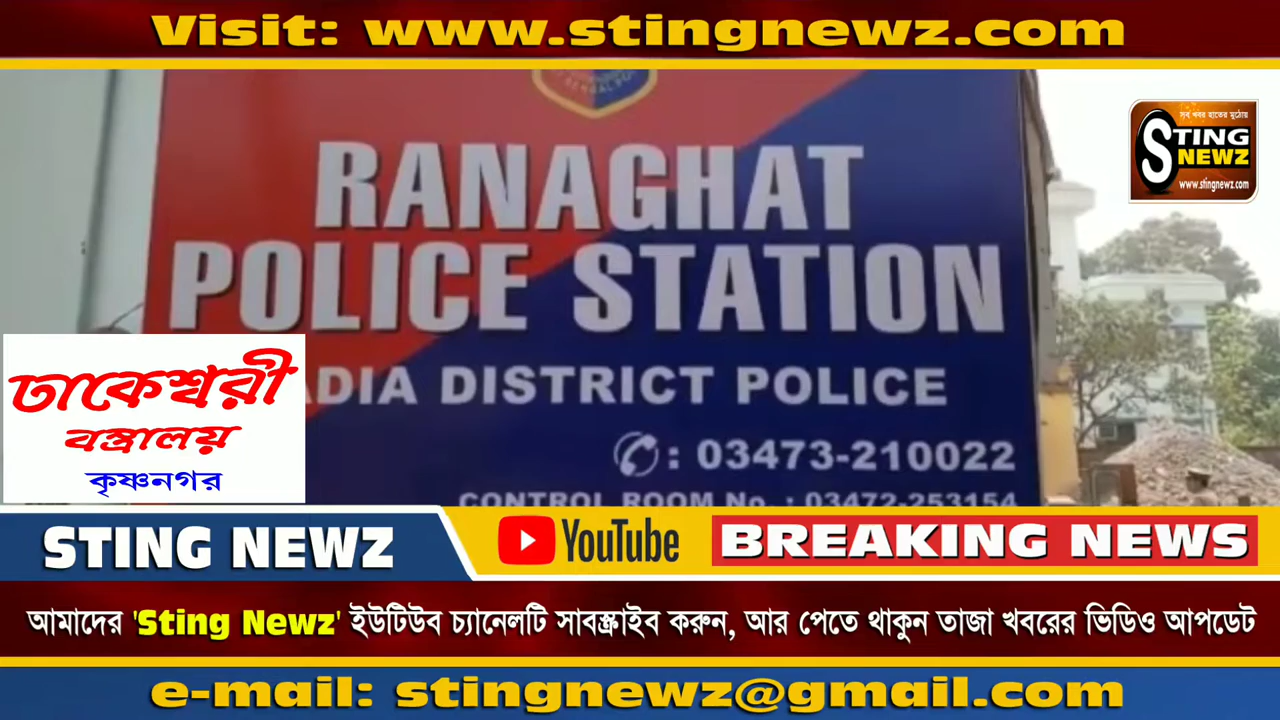 Visit: www.stingnewz.com
সব খবর হাতের মুঠোয়
STING
NEWZ
www.stingnewz.com
RANAGHAT
POLICE STATION
ADIA DISTRICT POLICE
: 03473-210022
CONTROL ROOM No. : 03472-253154
ঢাকেশ্বরী
বস্ত্রালয়
কৃষ্ণনগর
STING NEWZ
YouTube
BREAKING NEWS
আমাদের 'Sting Newz' ইউটিউব চ্যানেলটি সাবস্ক্রাইব করুন, আর পেতে থাকুন তাজা খবরের ভিডিও আপডেট
e-mail: stingnewz@gmail.com